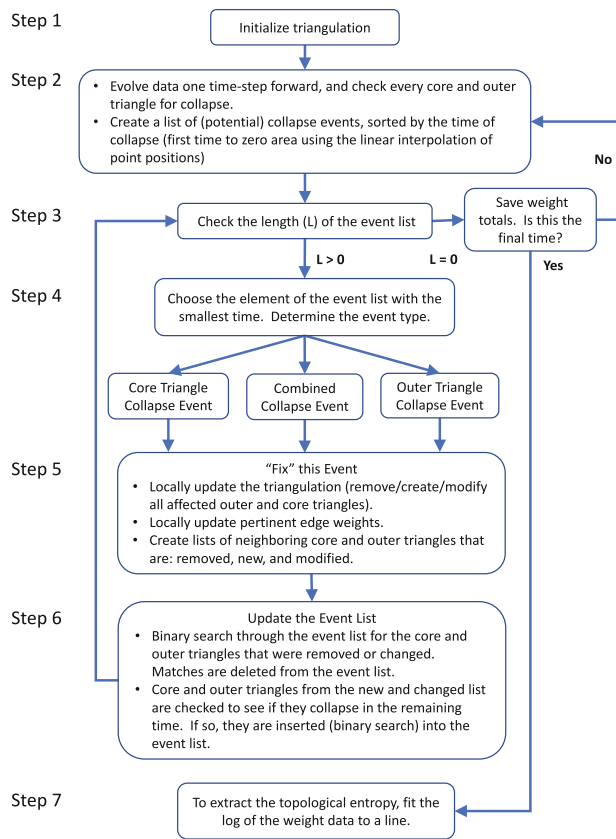 Step 1
Initialize triangulation
Step 2
• Evolve data one time-step forward, and check every core and outer
triangle for collapse.
• Create a list of (potential) collapse events, sorted by the time of
collapse (first time to zero area using the linear interpolation of
point positions)
No
Step 3
Check the length (L) of the event list
Save weight
totals. Is this the
final time?
L > 0
L = 0
Yes
Step 4
Choose the element of the event list with the
smallest time. Determine the event type.
Core Triangle
Collapse Event
Combined
Collapse Event
Outer Triangle
Collapse Event
Step 5
“Fix” this Event
• Locally update the triangulation (remove/create/modify
all affected outer and core triangles).
• Locally update pertinent edge weights.
• Create lists of neighboring core and outer triangles that
are: removed, new, and modified.
Step 6
Update the Event List
• Binary search through the event list for the core and
outer triangles that were removed or changed.
Matches are deleted from the event list.
• Core and outer triangles from the new and changed list
are checked to see if they collapse in the remaining
time. If so, they are inserted (binary search) into the
event list.
Step 7
To extract the topological entropy, fit the
log of the weight data to a line.